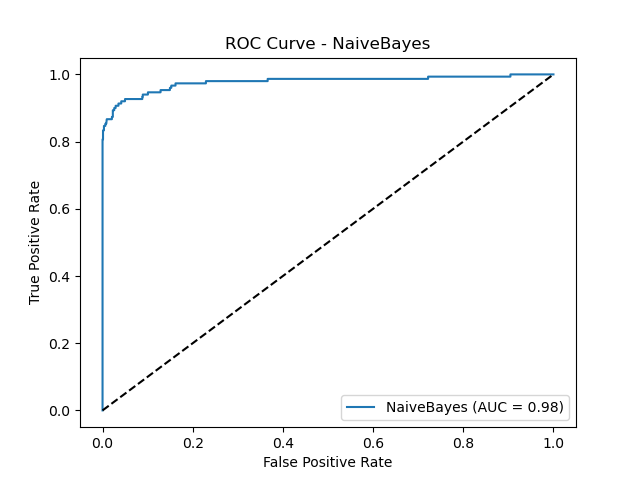 ROC Curve - NaiveBayes
True Positive Rate
1.0
0.8
0.6
0.4
0.2
0.0
NaiveBayes (AUC = 0.98)
0.0 0.2 0.4 0.6 0.8 1.0
False Positive Rate